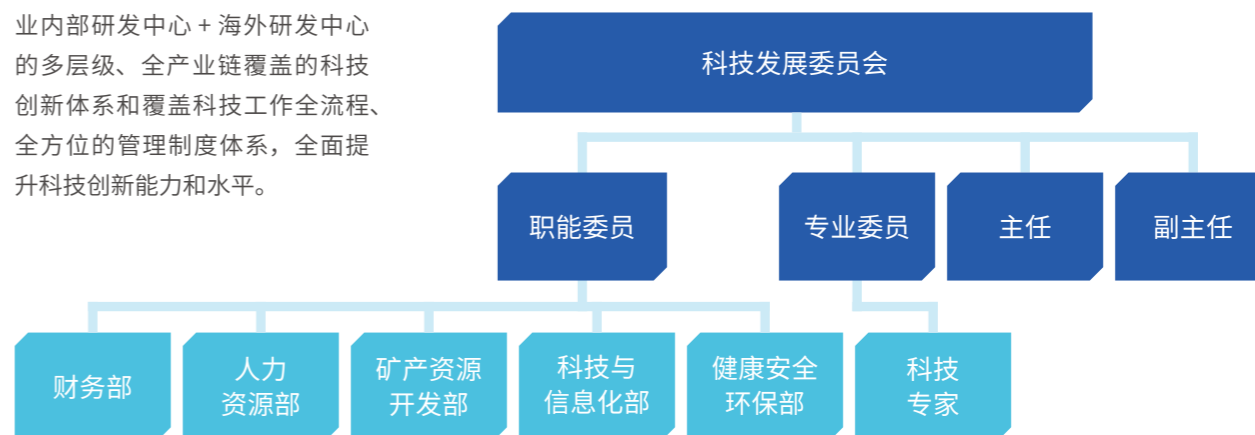 业内部研发中心 + 海外研发中心
的多层级、全产业链覆盖的科技
创新体系和覆盖科技工作全流程、
全方位的管理制度体系，全面提
升科技创新能力和水平。
科技发展委员会
职能委员
专业委员
主任
副主任
财务部
人力
资源部
矿产资源
开发部
科技与
信息化部
健康安全
环保部
科技
专家